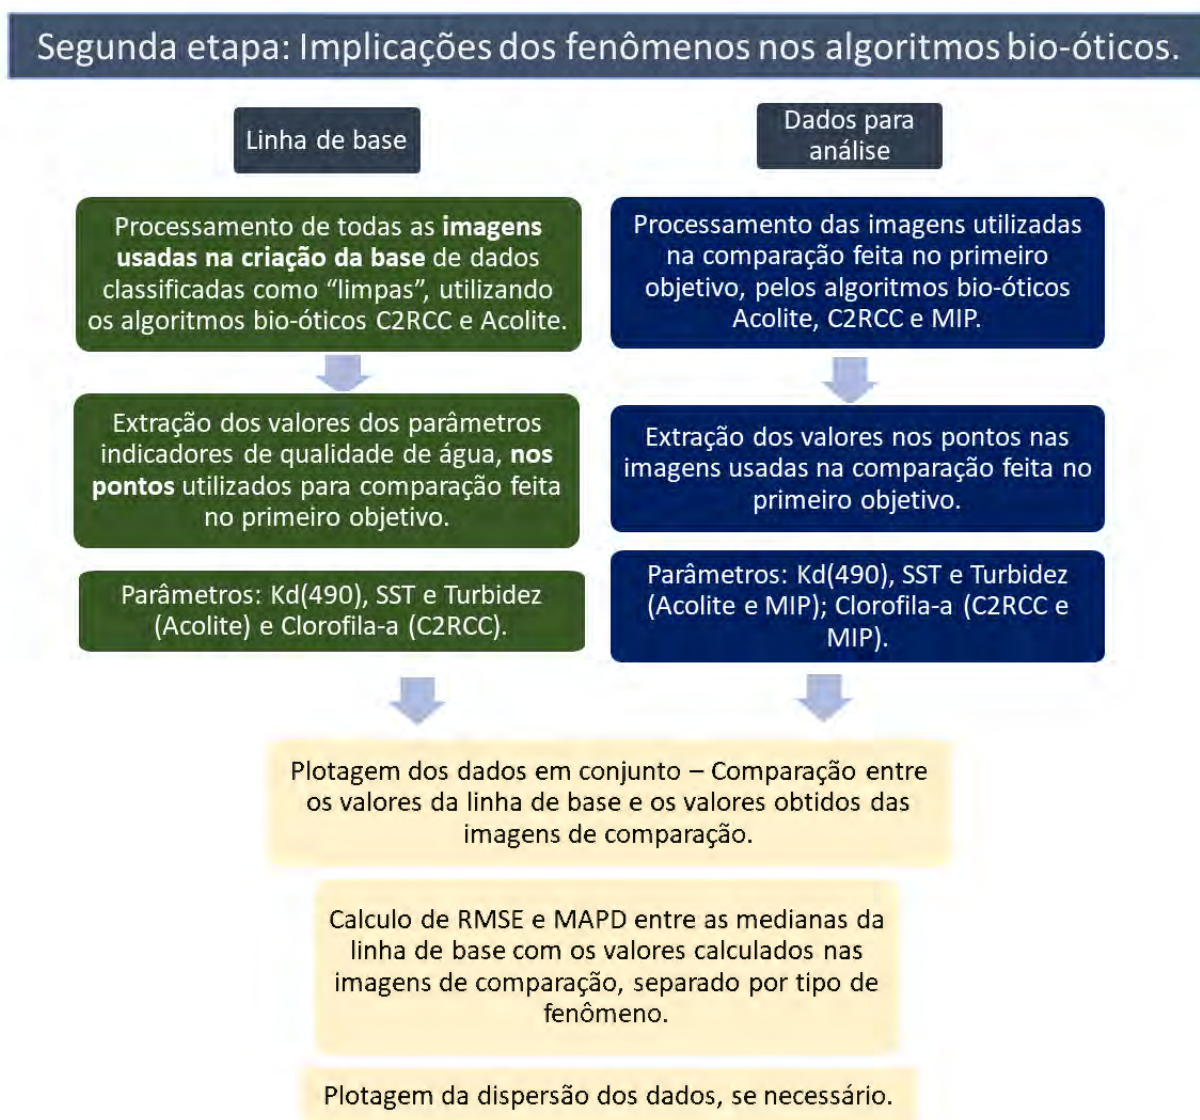 Segunda etapa: Implicações dos fenômenos nos algoritmos bio-óticos.
Linha de base
Processamento de todas as imagens
usadas na criação da base de dados
classificadas como “limpas”, utilizando
os algoritmos bio-óticos C2RCC e Acolite.
Extração dos valores dos parâmetros
indicadores de qualidade de água, nos
pontos utilizados para comparação feita
no primeiro objetivo.
Parâmetros: Kd(490), SST e Turbidez
(Acolite) e Clorofila-a (C2RCC).
Dados para
análise
Processamento das imagens utilizadas
na comparação feita no primeiro
objetivo, pelos algoritmos bio-óticos
Acolite, C2RCC e MIP.
Extração dos valores nos pontos nas
imagens usadas na comparação feita no
primeiro objetivo.
Parâmetros: Kd(490), SST e Turbidez
(Acolite e MIP); Clorofila-a (C2RCC e
MIP).
Plotagem dos dados em conjunto – Comparação entre
os valores da linha de base e os valores obtidos das
imagens de comparação.
Calculo de RMSE e MAPD entre as medianas da
linha de base com os valores calculados nas
imagens de comparação, separado por tipo de
fenômeno.
Plotagem da dispersão dos dados, se necessário.